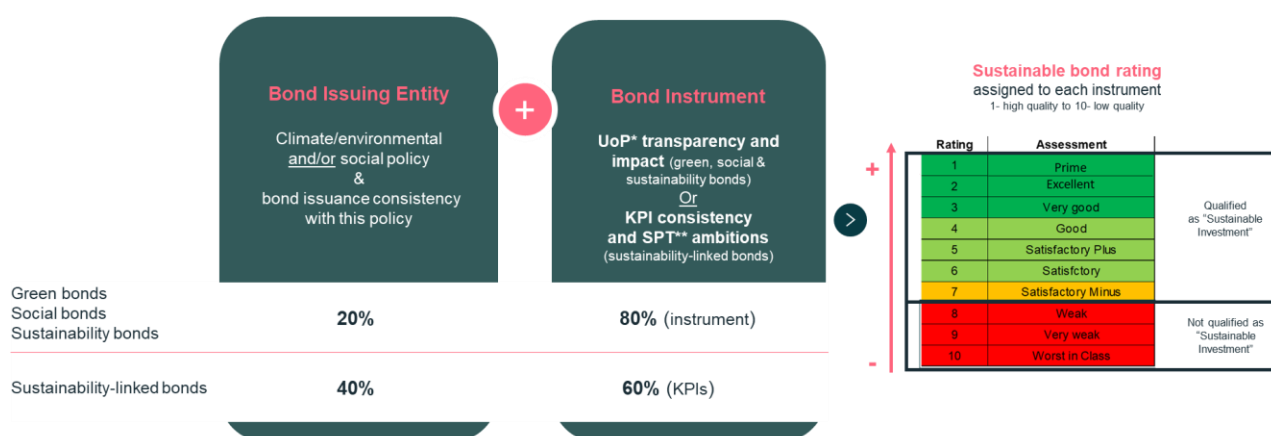 Bond Issuing Entity
Climate/environmental
and/or social policy
&
bond issuance consistency
with this policy
+
Bond Instrument
UoP* transparency and
impact (green, social &
sustainability bonds)
Or
KPI consistency
and SPT** ambitions
(sustainability-linked bonds)
>
Green bonds
Social bonds
Sustainability bonds
20%
80% (instrument)
Sustainability-linked bonds
40%
60% (KPIs)
Sustainable bond rating
assigned to each instrument
1- high quality to 10- low quality
Rating Assessment
+
1 Prime
2 Excellent
3 Very good
4 Good
5 Satisfactory Plus
6 Satisfctory
7 Satisfactory Minus
Qualified
as "Sustainable
Investment"
8 Weak
9 Very weak
10 Worst in Class
-
Not qualified as
"Sustainable
Investment"